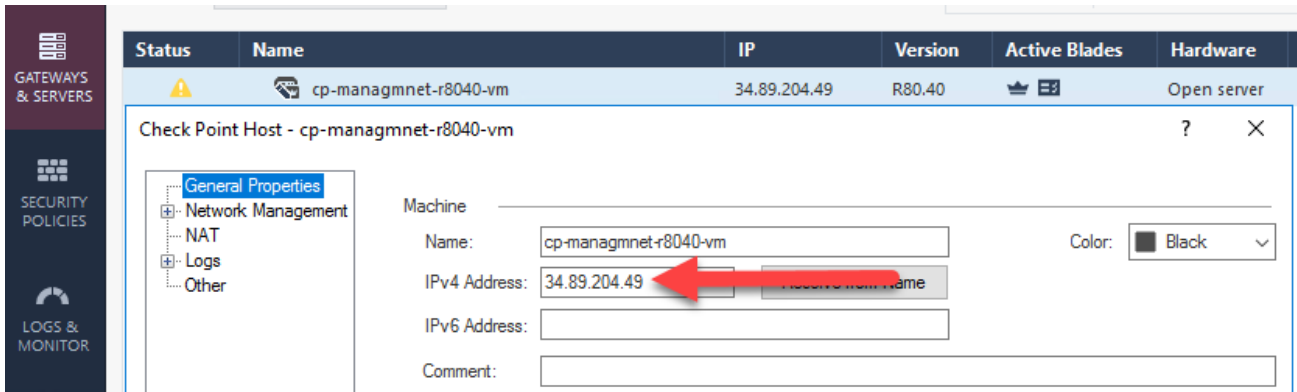 GATEWAYS
& SERVERS
SECURITY
POLICIES
LOGS &
MONITOR
Status Name IP Version Active Blades Hardware
cp-managmnet-r8040-vm 34.89.204.49 R80.40 Open server
Check Point Host - cp-managmnet-r8040-vm ?
General Properties
Network Management
NAT
Logs
Other
Machine
Name: cp-managmnet-r8040-vm Color: Black
IPv4 Address: 34.89.204.49 Name
IPv6 Address:
Comment: